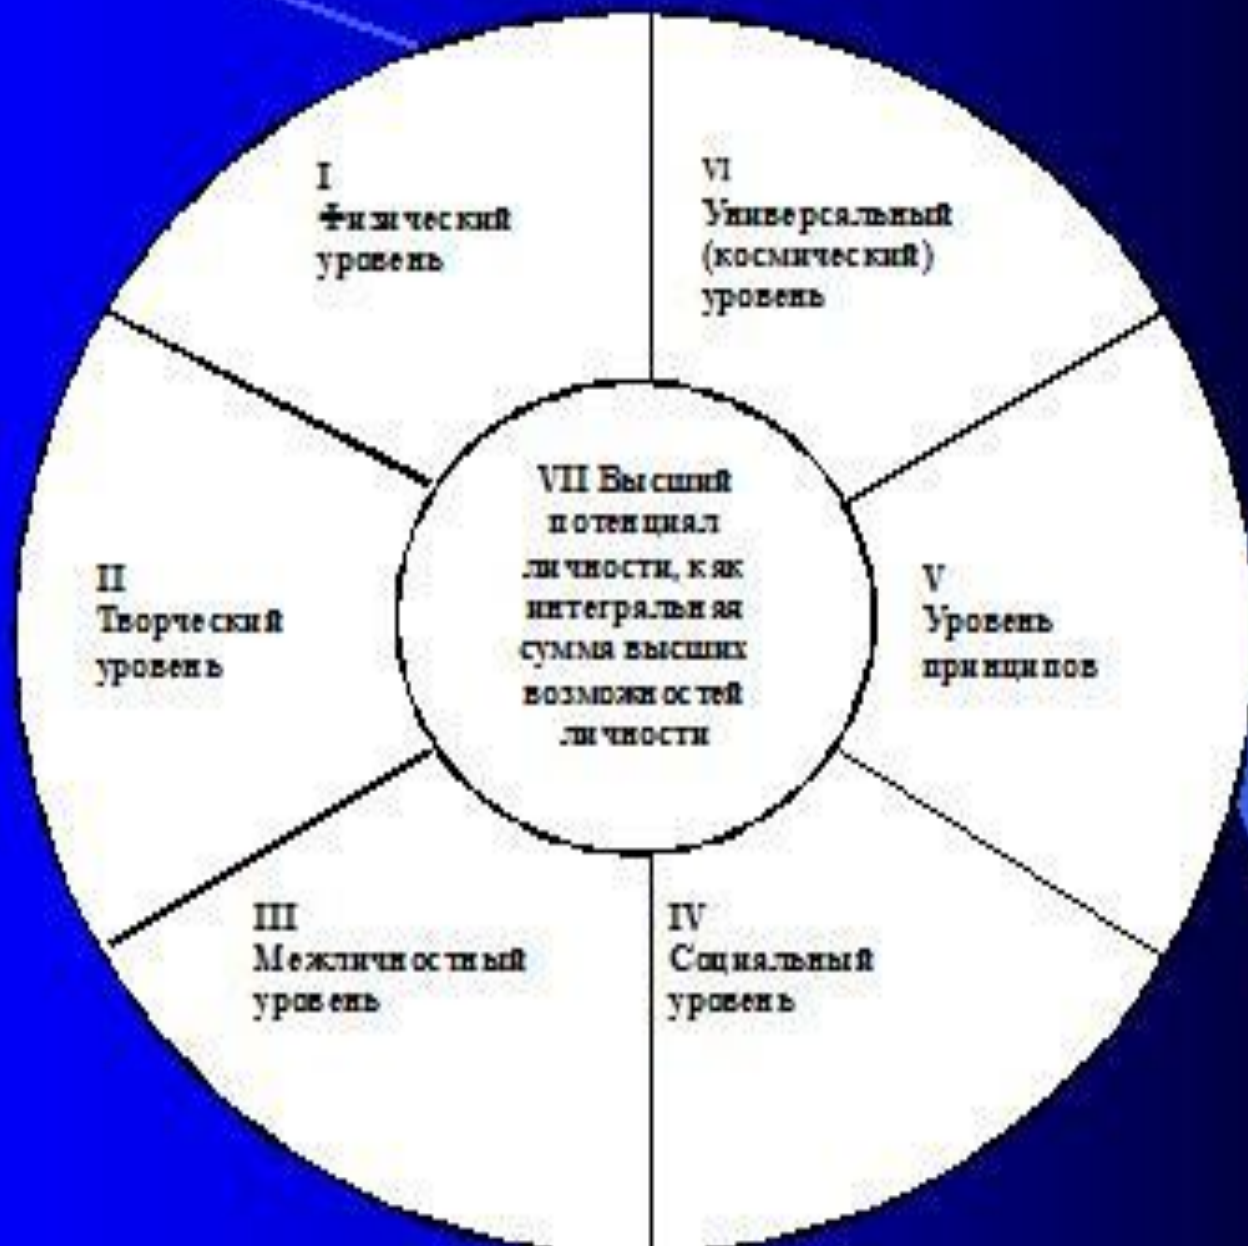 I
Физический
уровень
VI
Универсальный
(космический)
уровень
VII Высший
потенциал
личности, как
интегральная
сумма высших
возможностей
личности
II
Творческий
уровень
V
Уровень
принципов
III
Межличностный
уровень
IV
Социальный
уровень